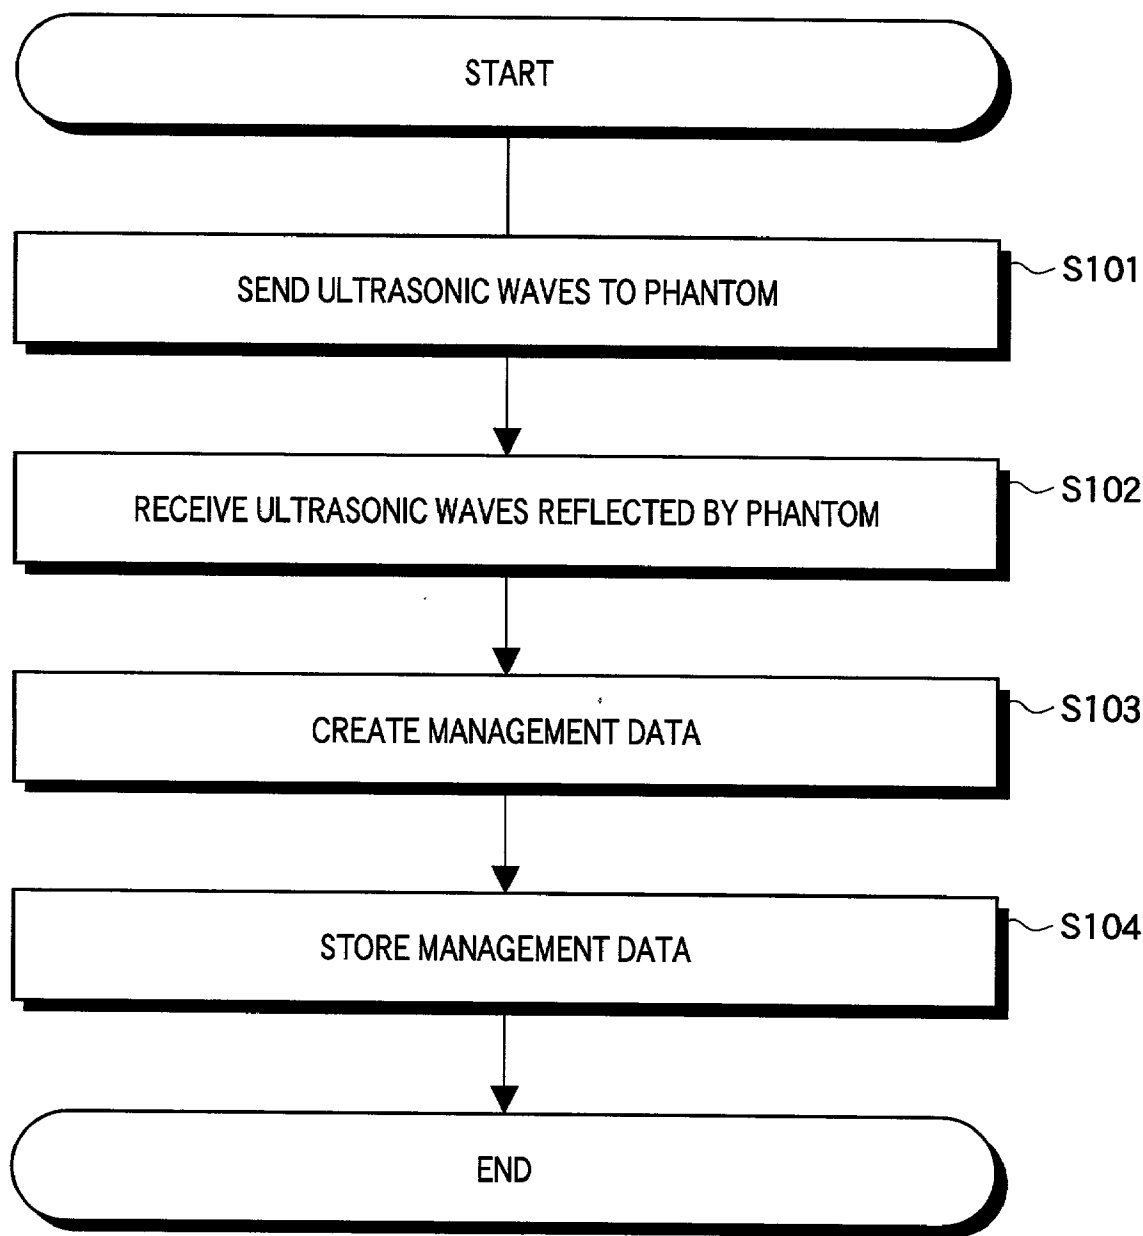 START
SEND ULTRASONIC WAVES TO PHANTOM
S101
RECEIVE ULTRASONIC WAVES REFLECTED BY PHANTOM
S102
CREATE MANAGEMENT DATA
S103
STORE MANAGEMENT DATA
S104
END